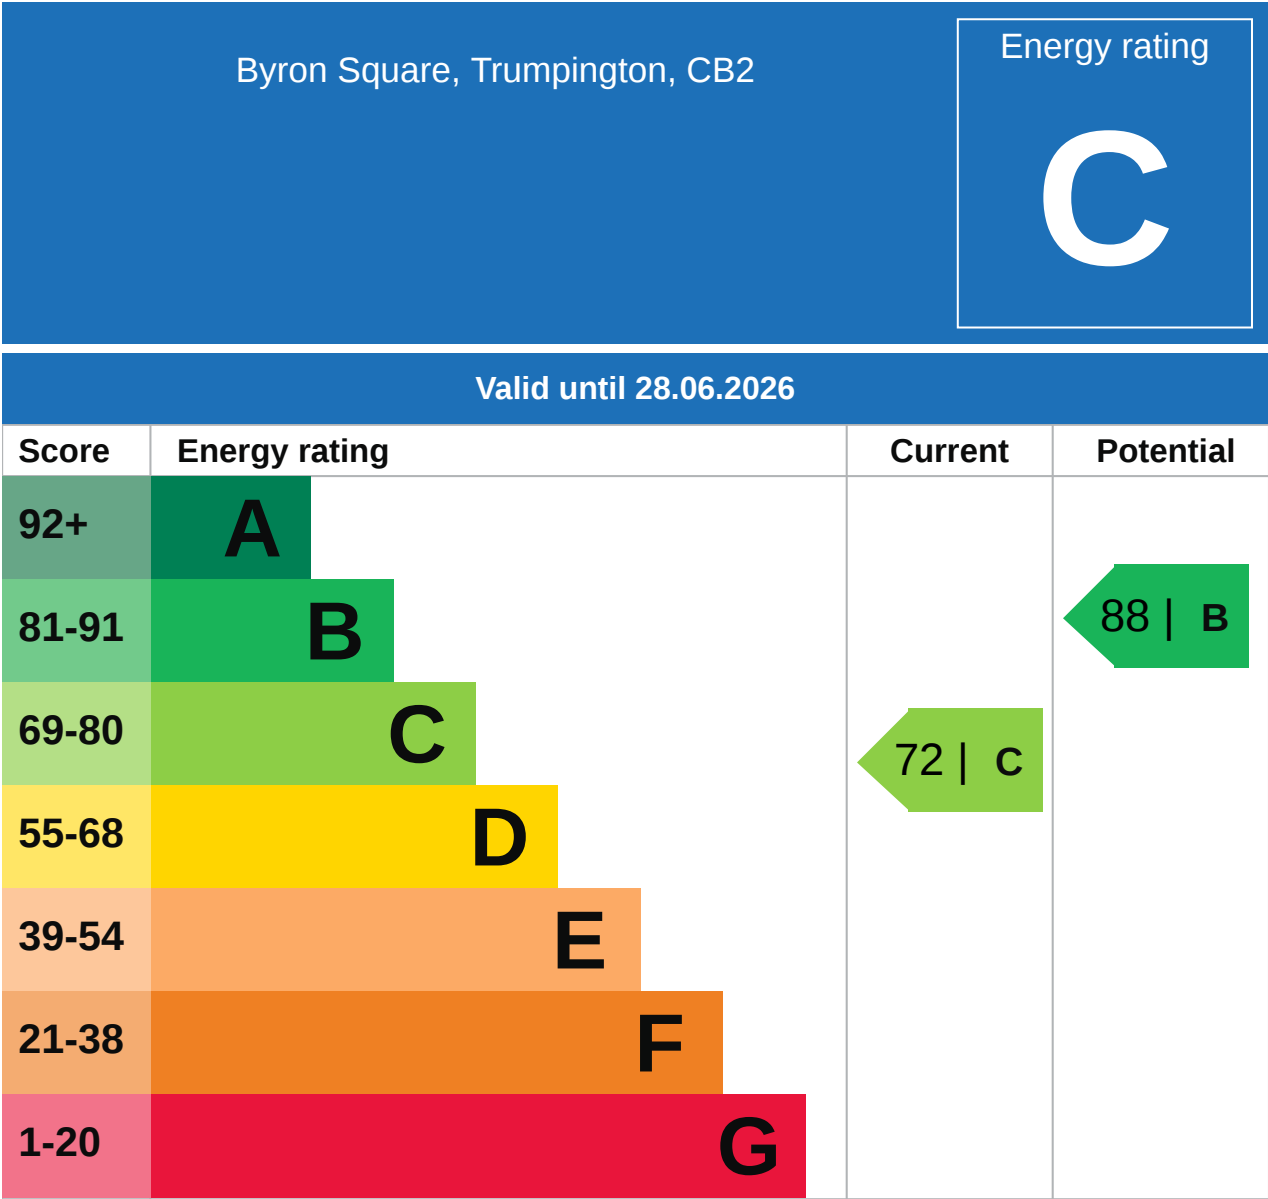 Byron Square, Trumpington, CB2
Energy rating
C
Valid until 28.06.2026
Score Energy rating Current Potential
92+ A
81-91 B 88 | B
69-80 C 72 | C
55-68 D
39-54 E
21-38 F
1-20 G